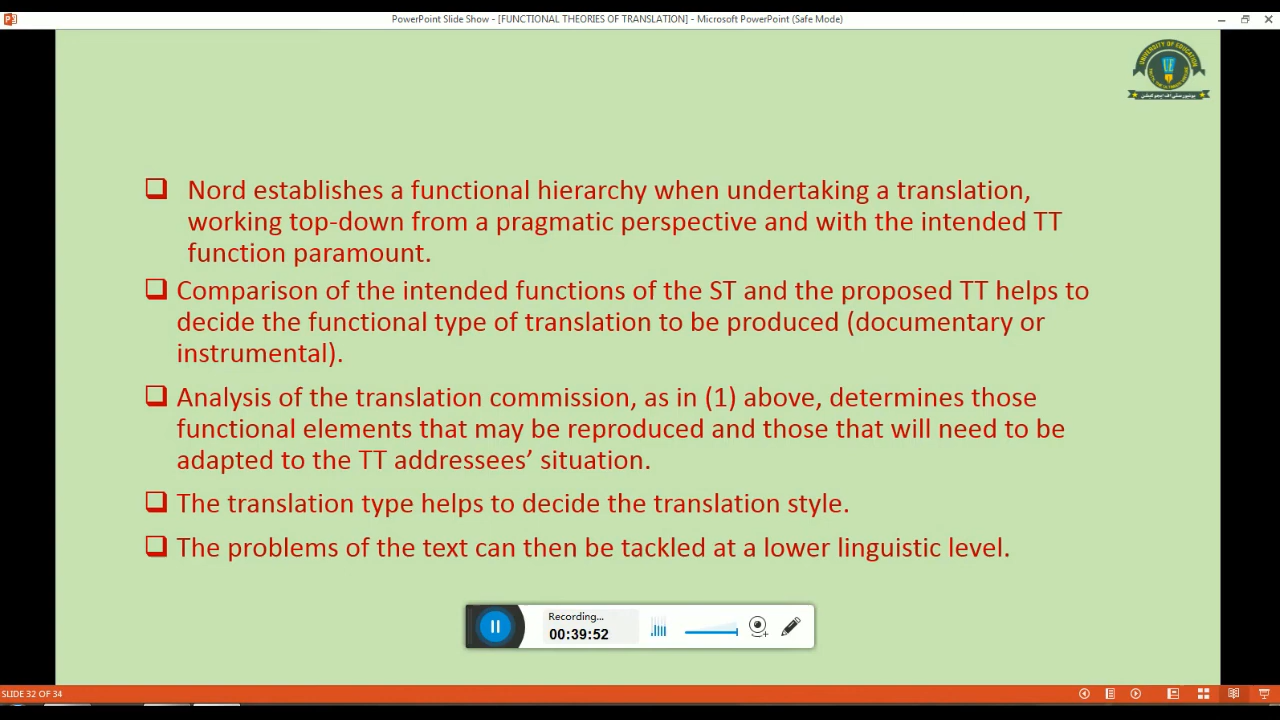 PowerPoint Slide Show - [FUNCTIONAL THEORIES OF TRANSLATION] - Microsoft PowerPoint (Safe Mode)
UNIVERSITY OF EDUCATION
Nord establishes a functional hierarchy when undertaking a translation,
working top-down from a pragmatic perspective and with the intended TT
function paramount.
Comparison of the intended functions of the ST and the proposed TT helps to
decide the functional type of translation to be produced (documentary or
instrumental).
Analysis of the translation commission, as in (1) above, determines those
functional elements that may be reproduced and those that will need to be
adapted to the TT addressees’ situation.
The translation type helps to decide the translation style.
The problems of the text can then be tackled at a lower linguistic level.
Recording...
00:39:52
SLIDE 32 OF 34